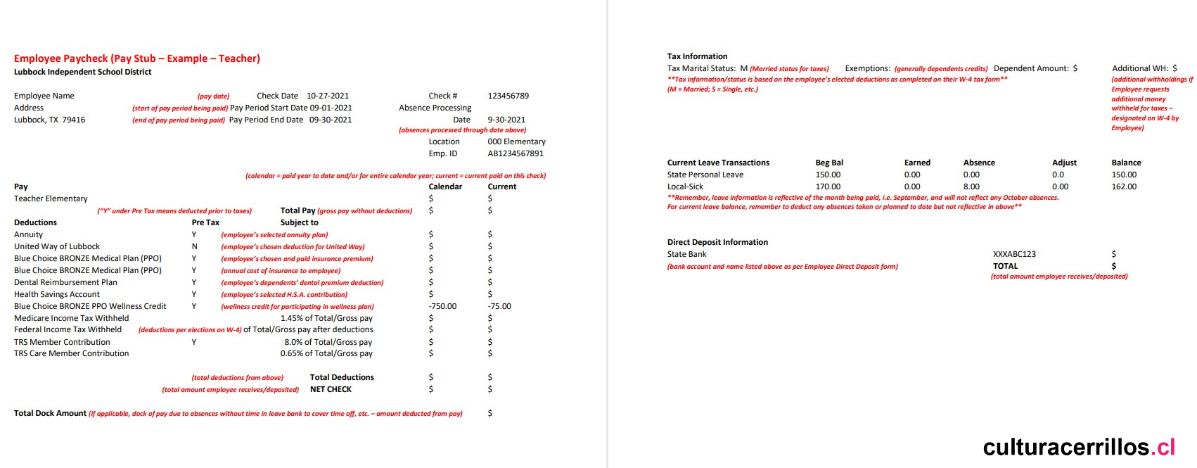 Employee Paycheck (Pay Stub – Example – Teacher)
Lubbock Independent School District
Employee Name (pay date) Check Date 10-27-2021 Check # 123456789
Address (start of pay period being paid) Pay Period Start Date 09-01-2021 Absence Processing
Lubbock, TX 79416 (end of pay period being paid) Pay Period End Date 09-30-2021 Date 9-30-2021
(absences processed through date above)
Location 000 Elementary
Emp. ID AB1234567891
(calendar = paid year to date and/or for entire calendar year; current = current paid on this check)
Pay Calendar Current
Teacher Elementary $ $
("Y" under Pre Tax means deducted prior to taxes) Total Pay (gross pay without deductions) $ $
Deductions Pre Tax Subject to
Annuity Y (employee's selected annuity plan) $ $
United Way of Lubbock N (employee's chosen deduction for United Way) $ $
Blue Choice BRONZE Medical Plan (PPO) Y (employee's chosen and paid insurance premium) $ $
Blue Choice BRONZE Medical Plan (PPO) Y (annual cost of insurance to employee) $ $
Dental Reimbursement Plan Y (employee's dependents' dental premium deduction) $ $
Health Savings Account Y (employee's selected H.S.A. contribution) $ $
Blue Choice BRONZE PPO Wellness Credit Y (wellness credit for participating in wellness plan) -750.00 -75.00
Medicare Income Tax Withheld 1.45% of Total/Gross pay $ $
Federal Income Tax Withheld (deductions per elections on W-4) of Total/Gross pay after deductions $ $
TRS Member Contribution Y 8.0% of Total/Gross pay $ $
TRS Care Member Contribution 0.65% of Total/Gross pay $ $
(total deductions from above) Total Deductions $ $
(total amount employee receives/deposited) NET CHECK $ $
Total Dock Amount (if applicable, dock of pay due to absences without time in leave bank to cover time off, etc. – amount deducted from pay) $
Tax Information
Tax Marital Status: M (Married status for taxes) Exemptions: (generally dependents credits) Dependent Amount: $ Additional WH: $
**Tax information/status is based on the employee's elected deductions as completed on their W-4 tax form**
(M = Married; S = Single, etc.)
(additional withholdings if
Employee requests
additional money
withheld for taxes –
designated on W-4 by
Employee)
Current Leave Transactions Beg Bal Earned Absence Adjust Balance
State Personal Leave 150.00 0.00 0.00 0.0 150.00
Local-Sick 170.00 0.00 8.00 0.00 162.00
**Remember, leave information is reflective of the month being paid, i.e. September, and will not reflect any October absences.
For current leave balance, remember to deduct any absences taken or planned to date but not reflective in above**
Direct Deposit Information
State Bank XXXABC123 $
(bank account and name listed above as per Employee Direct Deposit form) TOTAL $
(total amount employee receives/deposited)
culturacerrillos.cl